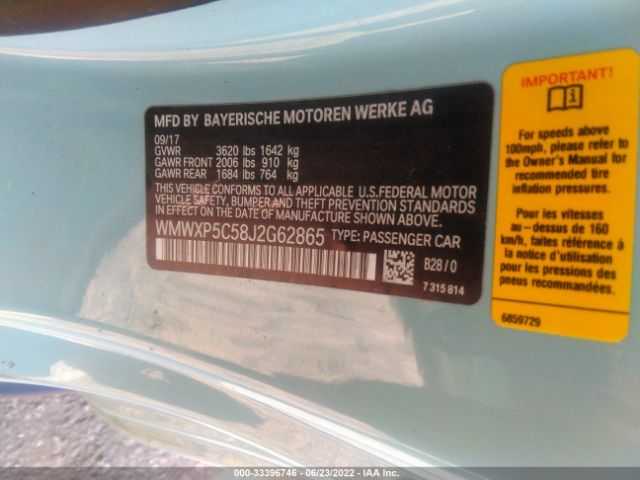 MFD BY BAYERISCHE MOTOREN WERKE AG
09/17
GVWR 3620 lbs 1642 kg
GAWR FRONT 2006 lbs 910 kg
GAWR REAR 1684 lbs 764 kg
THIS VEHICLE CONFORMS TO ALL APPLICABLE U.S.FEDERAL MOTOR
VEHICLE SAFETY, BUMPER, AND THEFT PREVENTION STANDARDS
IN EFFECT ON THE DATE OF MANUFACTURE SHOWN ABOVE.
WMWXP5C58J2G62865 TYPE: PASSENGER CAR
B28/0
7 315 814
IMPORTANT!
For speeds above
100mph, please refer to
the Owner's Manual for
recommended tire
inflation pressures.
Pour les vitesses
au-dessus de 160
km/h, faites référence à
la notice d'utilisation
pour les pressions des
pneus recommandées.
6859729
000-33396746 - 06/23/2022 - IAA Inc.